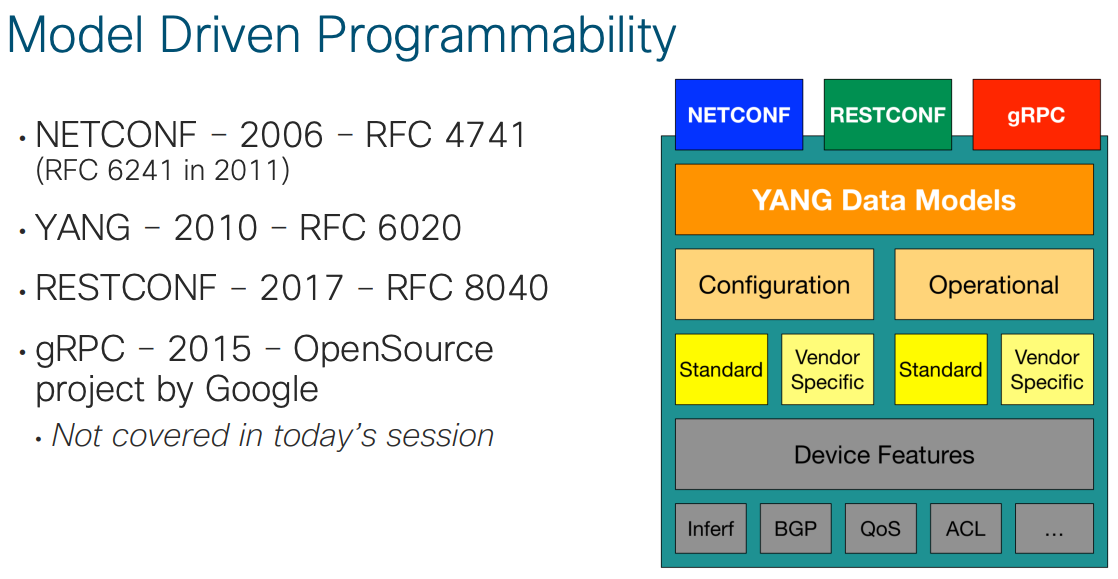 Model Driven Programmability
• NETCONF – 2006 – RFC 4741
(RFC 6241 in 2011)
• YANG – 2010 – RFC 6020
• RESTCONF – 2017 – RFC 8040
• gRPC – 2015 – OpenSource
project by Google
• Not covered in today's session
NETCONF
RESTCONF
gRPC
YANG Data Models
Configuration
Operational
Standard
Vendor
Specific
Standard
Vendor
Specific
Device Features
Inferf
BGP
QoS
ACL
...